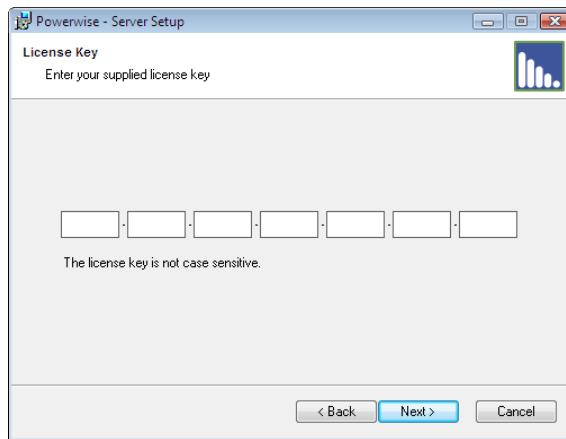 Powerwise - Server Setup
License Key
Enter your supplied license key
- - - - - -
The license key is not case sensitive.
< Back Next > Cancel